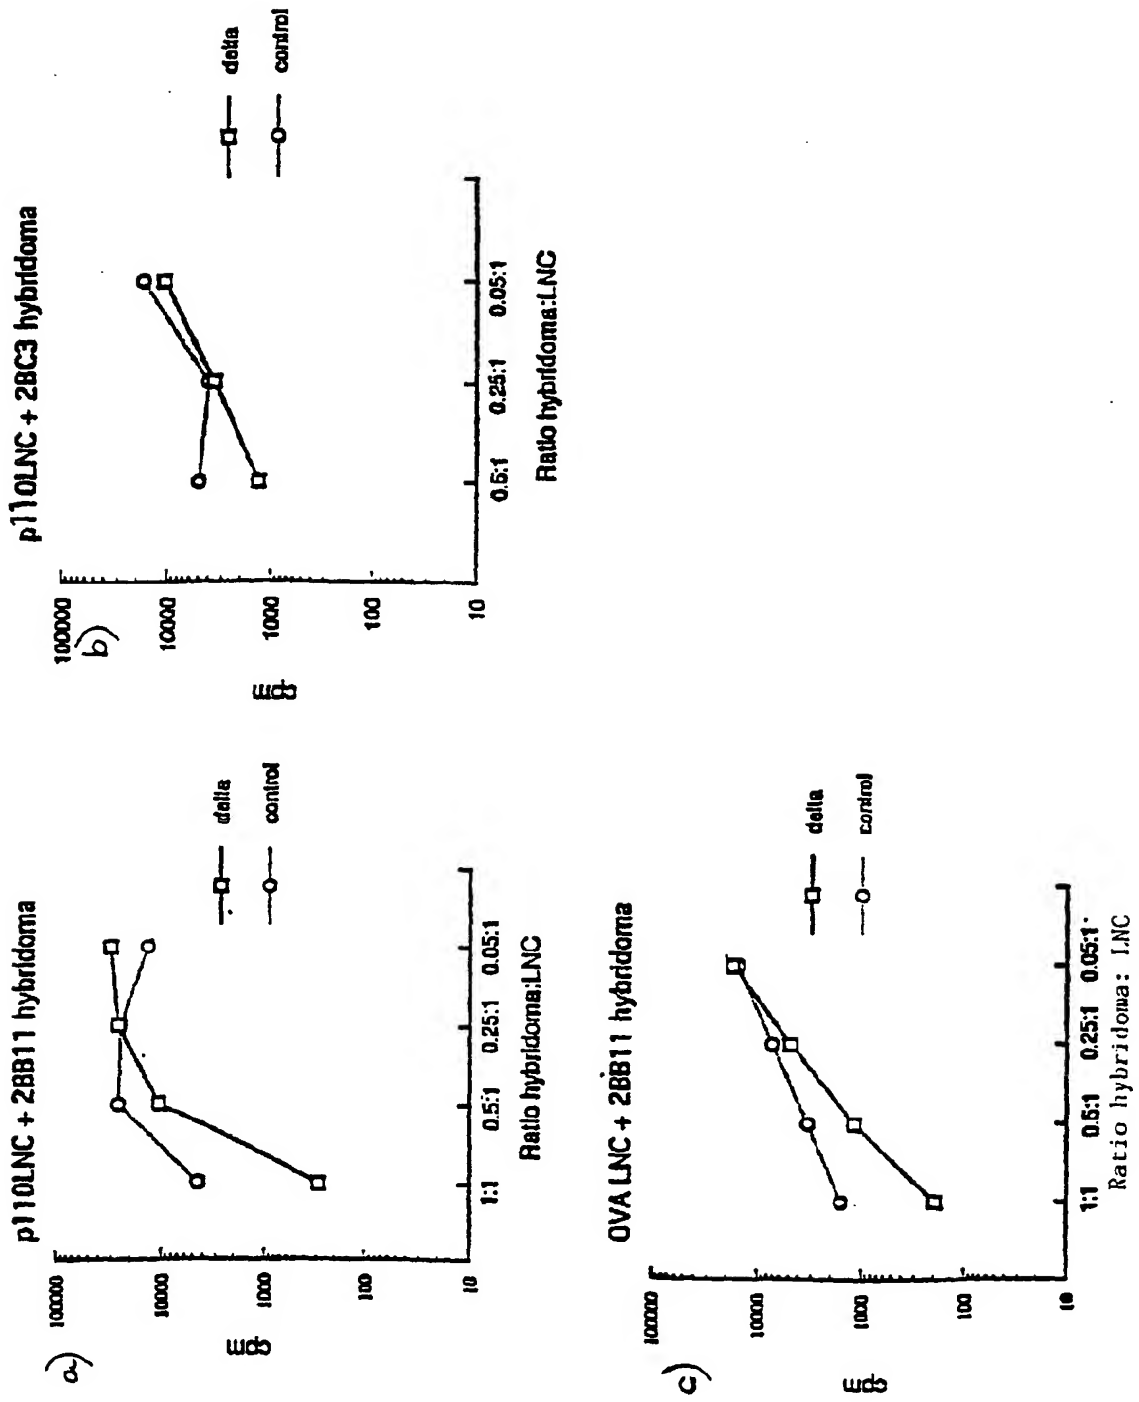 a)
p110LNC + 2BB11 hybridoma
100000
10000
1000
100
10
cpm
1:1
0.5:1
0.25:1
0.05:1
Ratio hybridoma:LNC
delta
control
b)
p110LNC + 2BC3 hybridoma
100000
10000
1000
100
10
cpm
0.5:1
0.25:1
0.05:1
Ratio hybridoma:LNC
delta
control
c)
OVA LNC + 2BB11 hybridoma
100000
10000
1000
100
10
cpm
1:1
0.5:1
0.25:1
0.05:1
Ratio hybridoma: LNC
delta
control